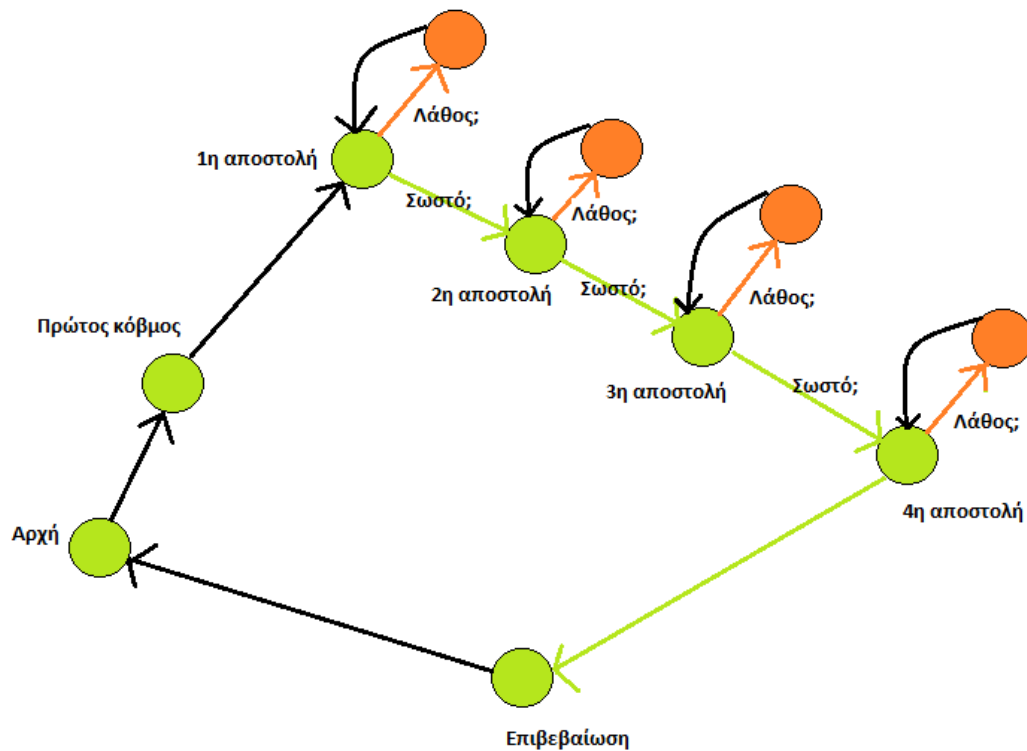 Λάθος;
1η αποστολή
Σωστό;
Λάθος;
2η αποστολή
Σωστό;
Λάθος;
Πρώτος κόβμος
3η αποστολή
Σωστό;
Λάθος;
4η αποστολή
Αρχή
Επιβεβαίωση